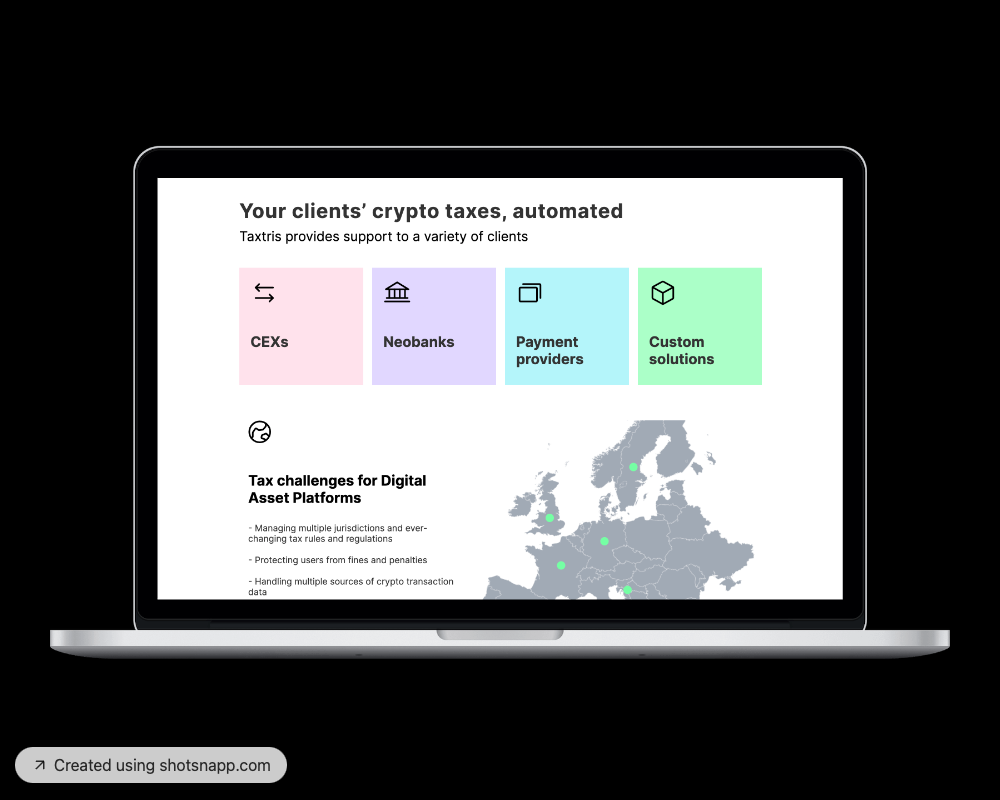 Your clients’ crypto taxes, automated
Taxtris provides support to a variety of clients
CEXs
Neobanks
Payment
providers
Custom
solutions
Tax challenges for Digital
Asset Platforms
- Managing multiple jurisdictions and ever-
changing tax rules and regulations
- Protecting users from fines and penalties
- Handling multiple sources of crypto transaction
data
Created using shotsnapp.com